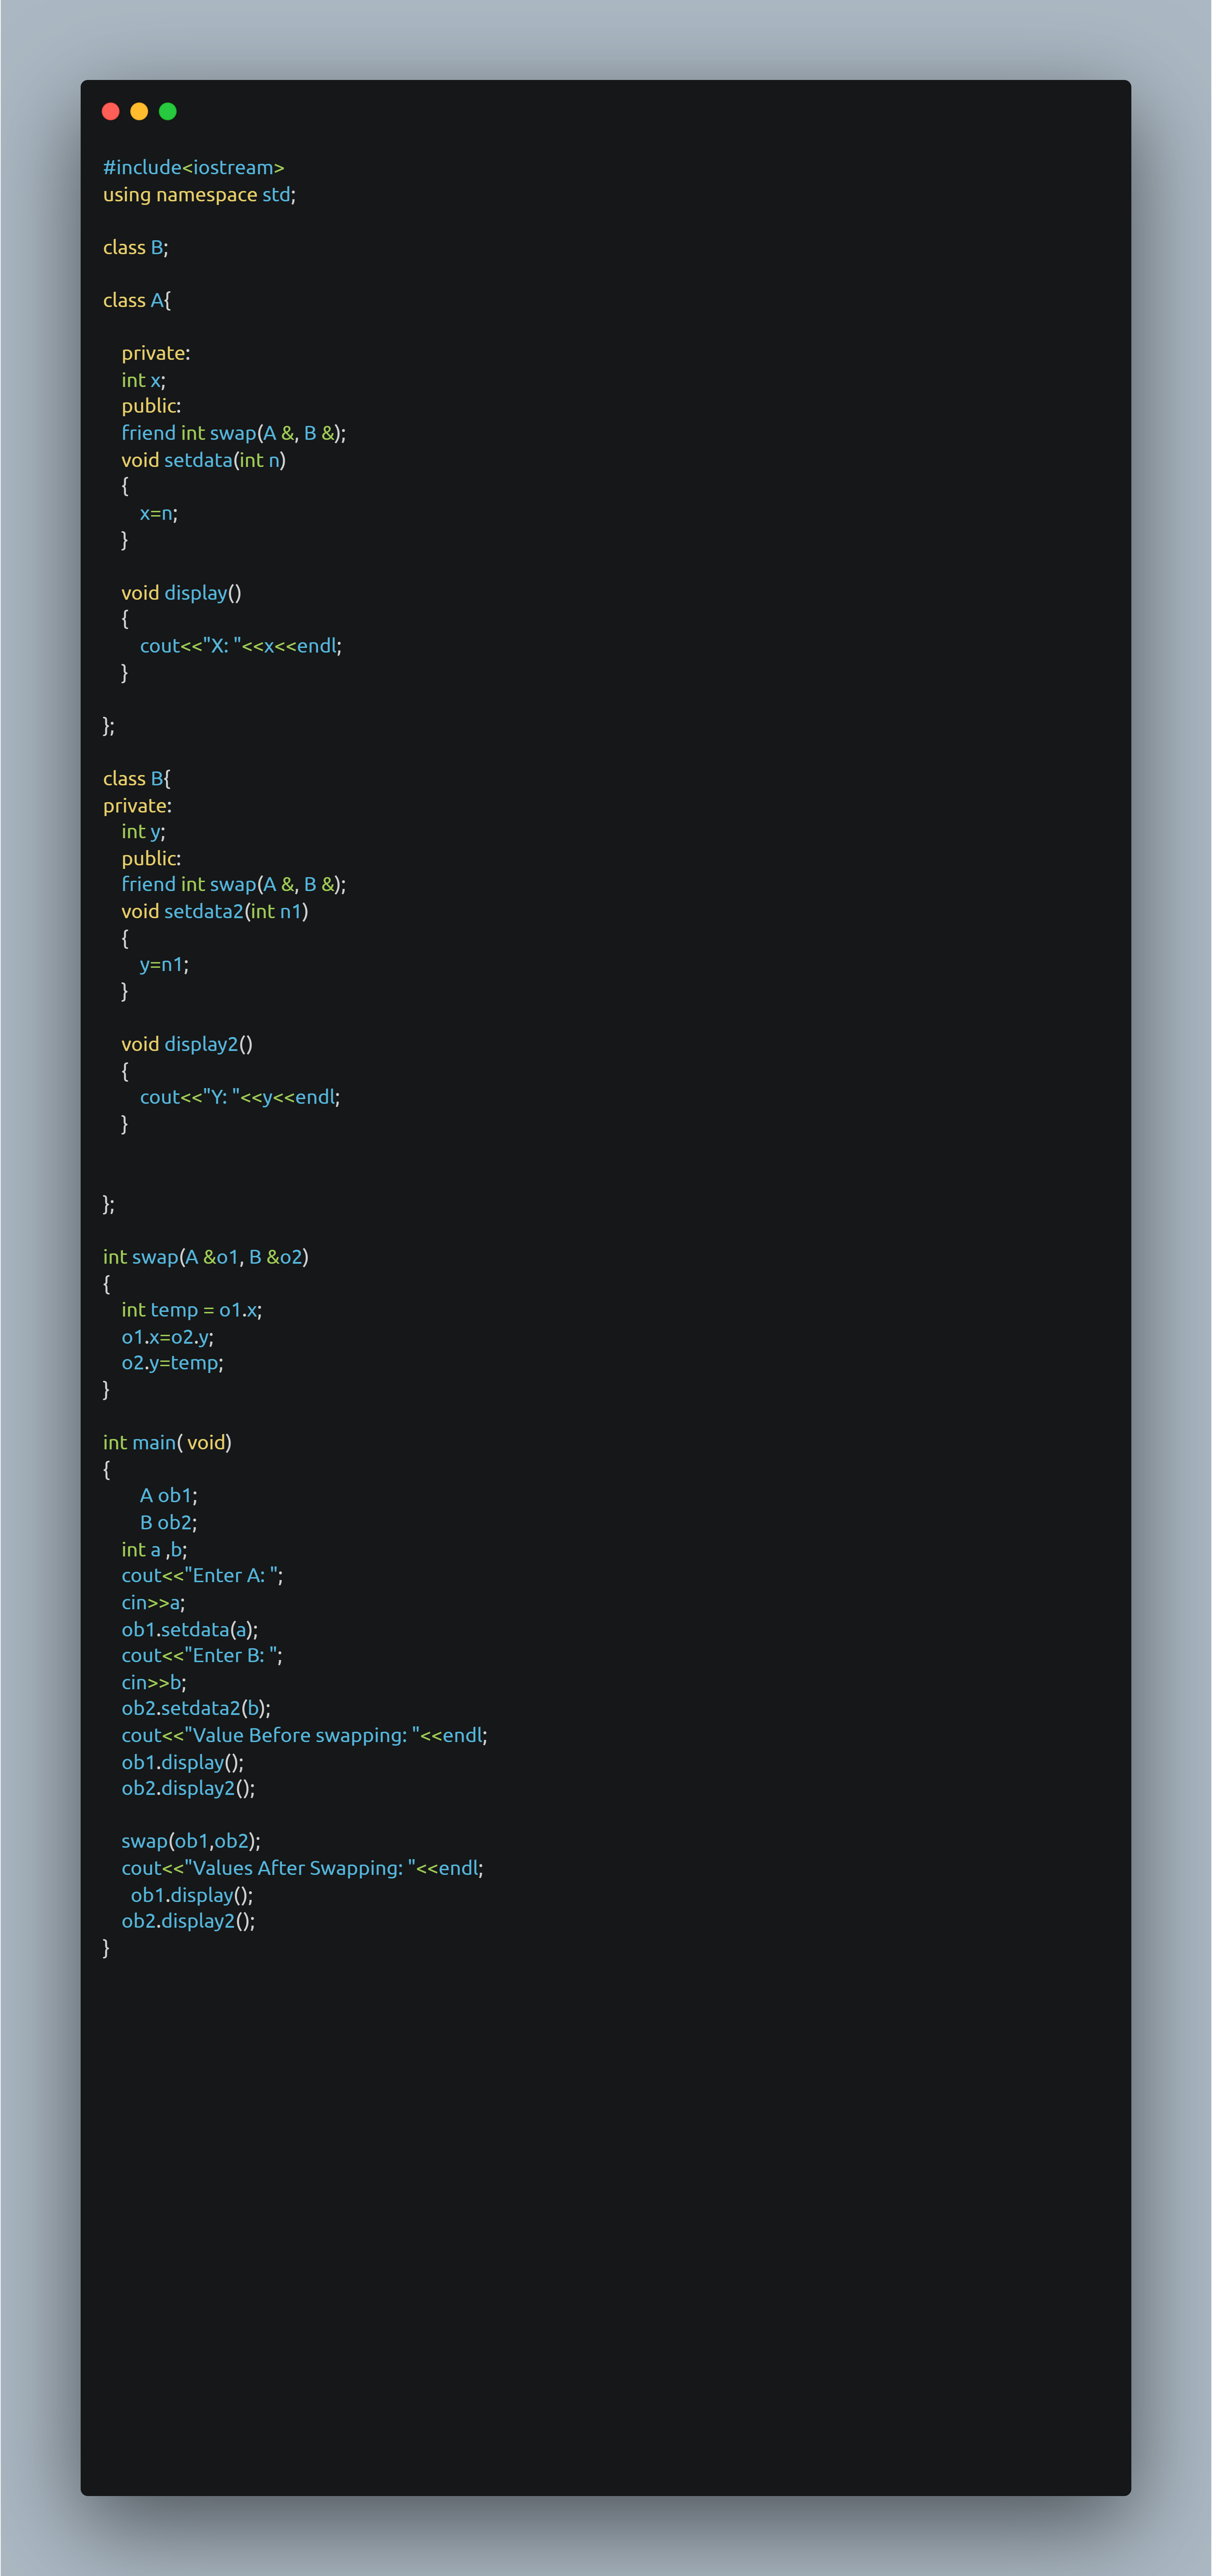 #include<iostream>
using namespace std;

class B;

class A{

    private:
    int x;
    public:
    friend int swap(A &, B &);
    void setdata(int n)
    {
        x=n;
    }

    void display()
    {
        cout<<"X: "<<x<<endl;
    }

};

class B{
private:
    int y;
    public:
    friend int swap(A &, B &);
    void setdata2(int n1)
    {
        y=n1;
    }

    void display2()
    {
        cout<<"Y: "<<y<<endl;
    }


};

int swap(A &o1, B &o2)
{
    int temp = o1.x;
    o1.x=o2.y;
    o2.y=temp;
}

int main( void)
{
        A ob1;
        B ob2;
    int a ,b;
    cout<<"Enter A: ";
    cin>>a;
    ob1.setdata(a);
    cout<<"Enter B: ";
    cin>>b;
    ob2.setdata2(b);
    cout<<"Value Before swapping: "<<endl;
    ob1.display();
    ob2.display2();

    swap(ob1,ob2);
    cout<<"Values After Swapping: "<<endl;
      ob1.display();
    ob2.display2();
}